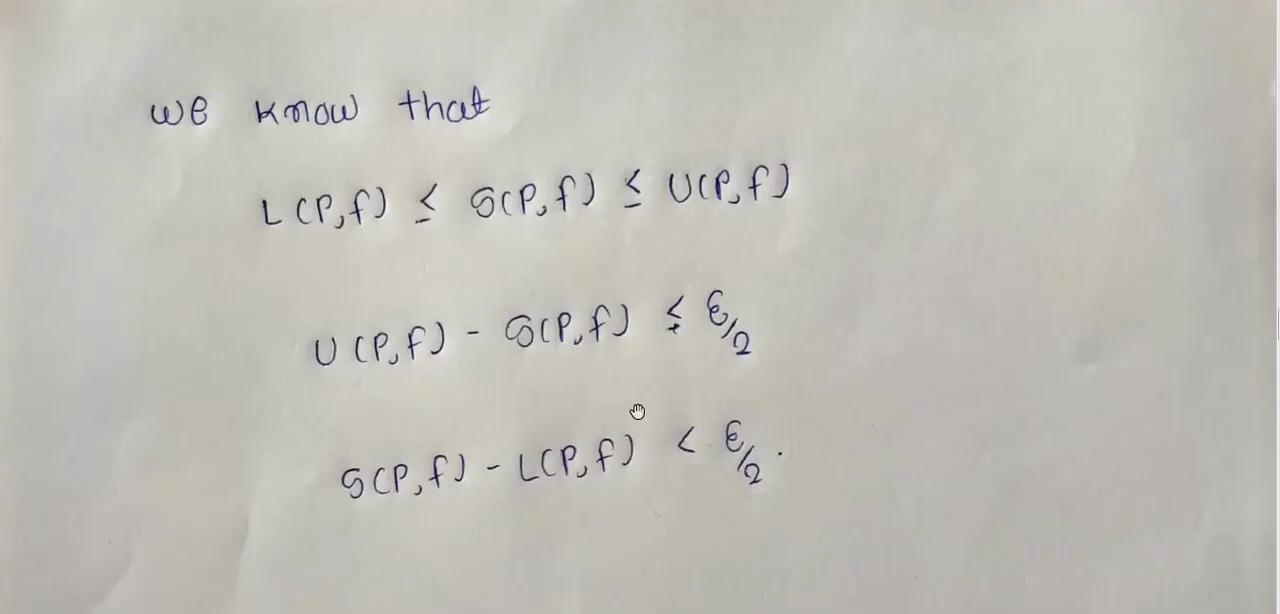 we know that
L(P,f) ≤ S(P,f) ≤ U(P,f)
U(P,f) - S(P,f) ≤ ε/2
S(P,f) - L(P,f) < ε/2.